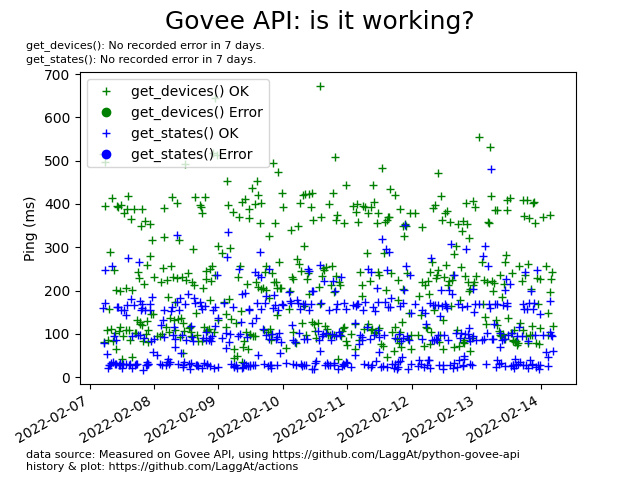 Govee API: is it working?
get_devices(): No recorded error in 7 days.
get_states(): No recorded error in 7 days.
700
600
500
400
300
200
100
0
Ping (ms)
get_devices() OK
get_devices() Error
get_states() OK
get_states() Error
2022-02-07
2022-02-08
2022-02-09
2022-02-10
2022-02-11
2022-02-12
2022-02-13
2022-02-14
data source: Measured on Govee API, using https://github.com/LaggAt/python-govee-api
history & plot: https://github.com/LaggAt/actions